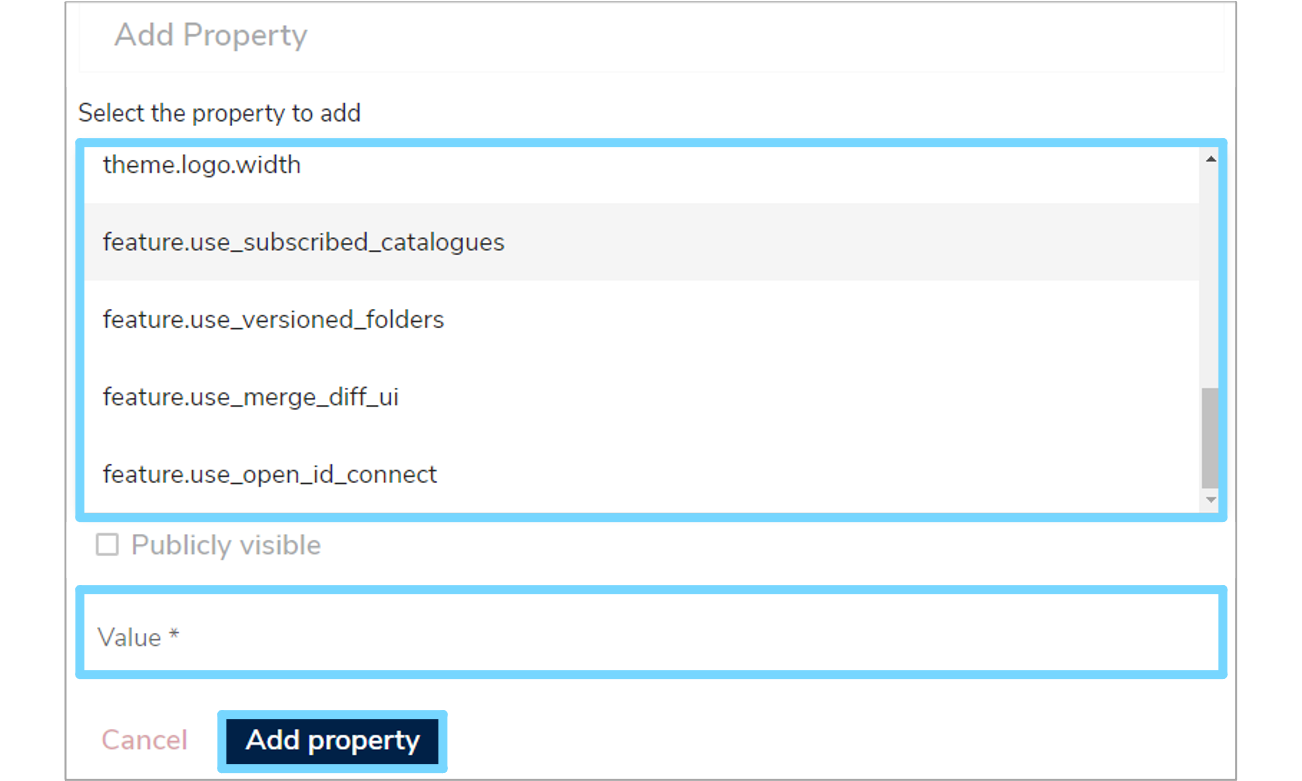 Add Property
Select the property to add
theme.logo.width
feature.use_subscribed_catalogues
feature.use_versioned_folders
feature.use_merge_diff_ui
feature.use_open_id_connect
Publicly visible
Value *
Cancel
Add property